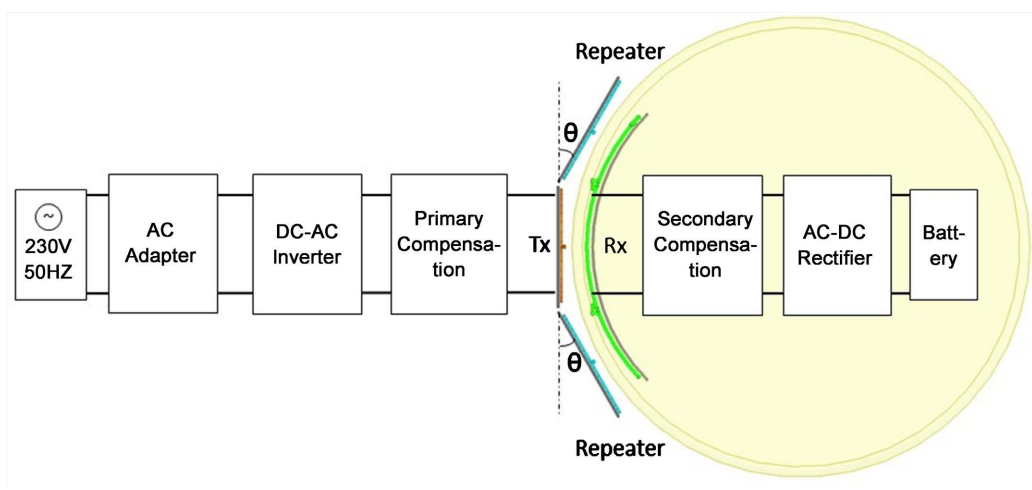 Repeater
θ
~
230V
50HZ
AC
Adapter
DC-AC
Inverter
Primary
Compensa-
tion
Tx
Rx
Secondary
Compensa-
tion
AC-DC
Rectifier
Batt-
ery
θ
Repeater